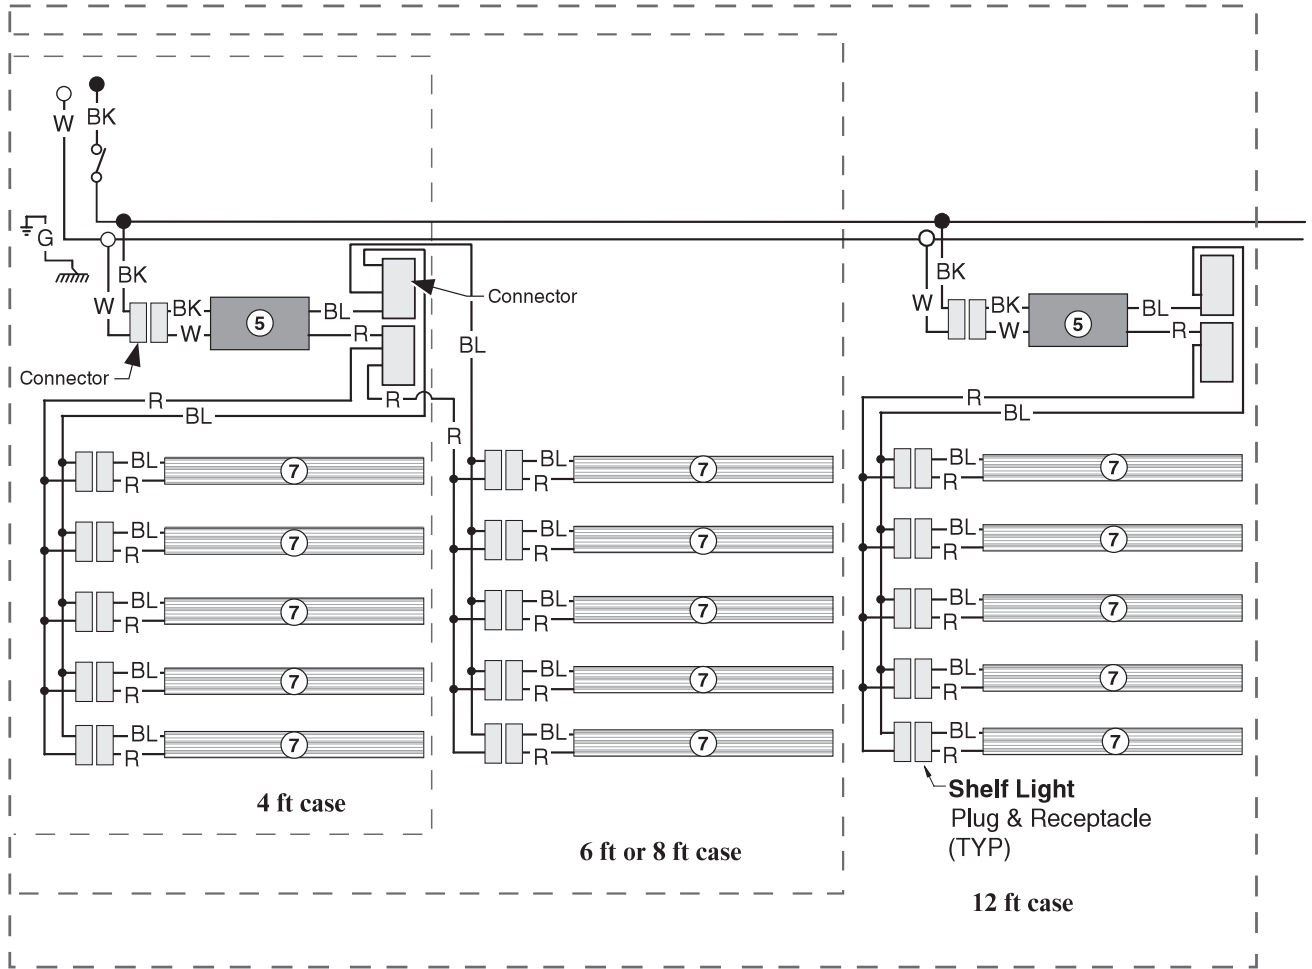 W
BK
G
BK
W
BK
W
5
BL
R
Connector
Connector
BL
R
BL
R
R
BK
W
BK
W
5
BL
R
R
BL
BL
R
7
BL
R
7
BL
R
7
BL
R
7
BL
R
7
BL
R
7
BL
R
7
BL
R
7
BL
R
7
BL
R
7
BL
R
7
BL
R
7
BL
R
7
BL
R
7
BL
R
7
Shelf Light
Plug & Receptacle
(TYP)
4 ft case
6 ft or 8 ft case
12 ft case